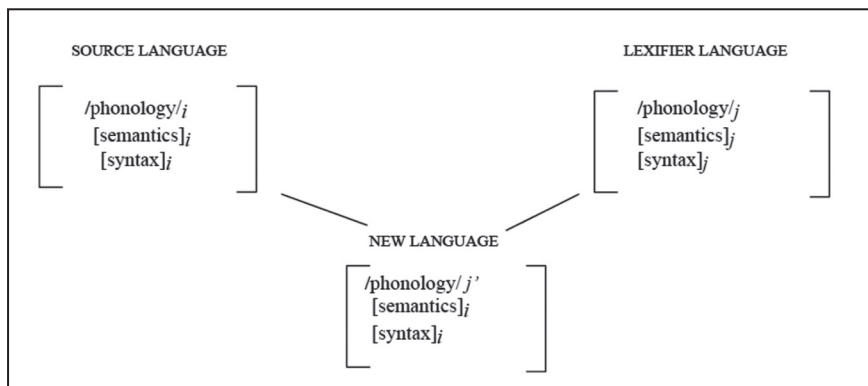 SOURCE LANGUAGE
/phonology/i
[semantics]i
[syntax]i
LEXIFIER LANGUAGE
/phonology/j
[semantics]j
[syntax]j
NEW LANGUAGE
/phonology/ j’
[semantics]i
[syntax]i